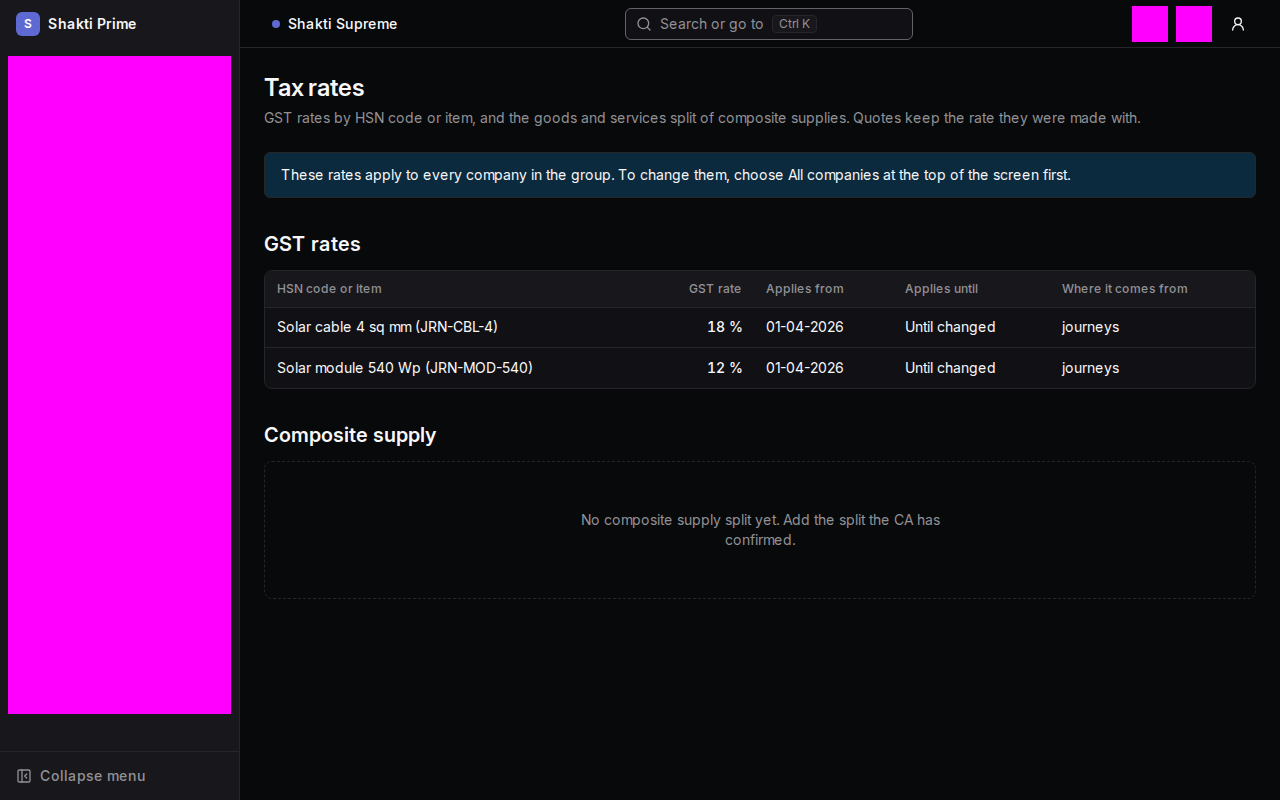 S Shakti Prime
Shakti Supreme
Search or go to Ctrl K
Tax rates
GST rates by HSN code or item, and the goods and services split of composite supplies. Quotes keep the rate they were made with.
These rates apply to every company in the group. To change them, choose All companies at the top of the screen first.
GST rates
HSN code or item GST rate Applies from Applies until Where it comes from
Solar cable 4 sq mm (JRN-CBL-4) 18 % 01-04-2026 Until changed journeys
Solar module 540 Wp (JRN-MOD-540) 12 % 01-04-2026 Until changed journeys
Composite supply
No composite supply split yet. Add the split the CA has
confirmed.
Collapse menu